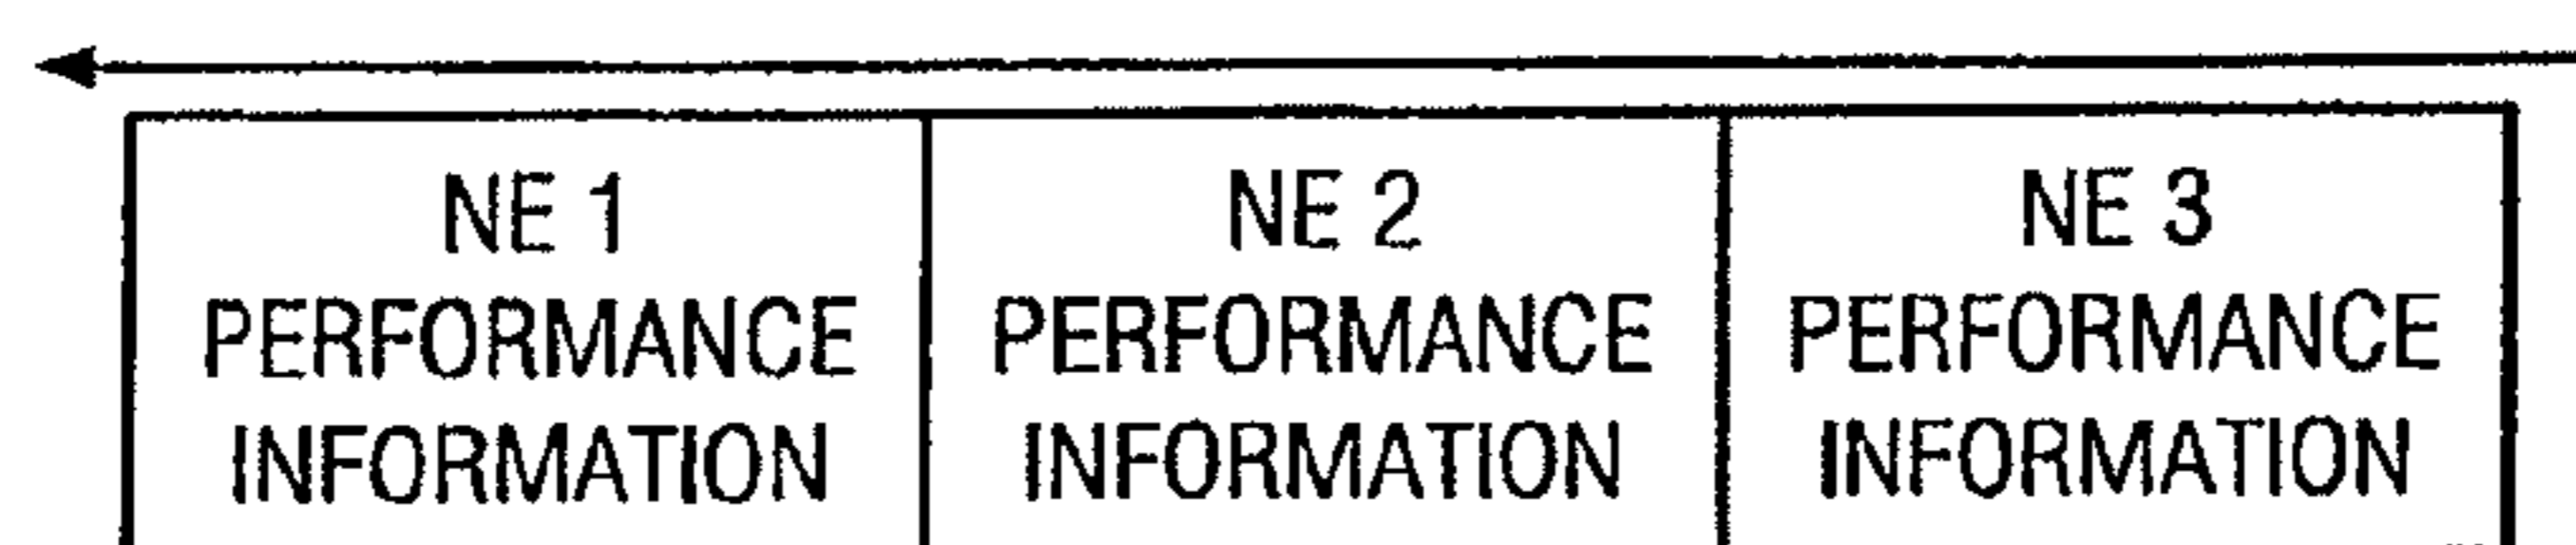 NE 1
PERFORMANCE
INFORMATION
NE 2
PERFORMANCE
INFORMATION
NE 3
PERFORMANCE
INFORMATION